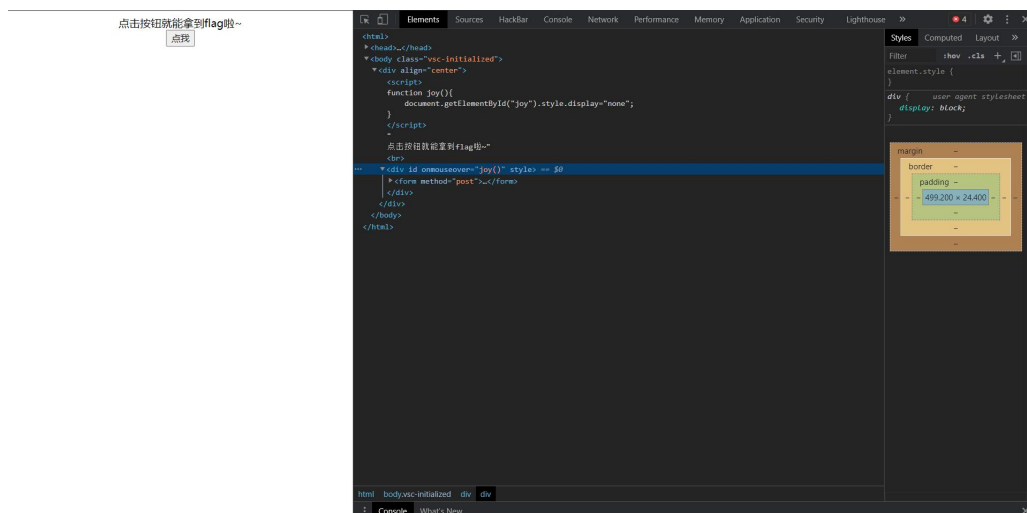 点击按钮就能拿到flag啦~
点我
Elements Sources HackBar Console Network Performance Memory Application Security Lighthouse » 4
<html>
<head>…</head>
<body class="vsc-initialized">
<div align="center">
<script>
function joy(){
document.getElementById("joy").style.display="none";
}
</script>
"
点击按钮就能拿到flag啦~"
<br>
… <div id onmouseover="joy()" style> == $0
<form method="post">…</form>
</div>
</div>
</body>
</html>
html body.vsc-initialized div div
Console What's New
Styles Computed Layout »
Filter :hov .cls +
element.style {
}
div { user agent stylesheet
display: block;
}
margin -
border -
padding -
- - - 499.200 × 24.400 - - -
-
-
-